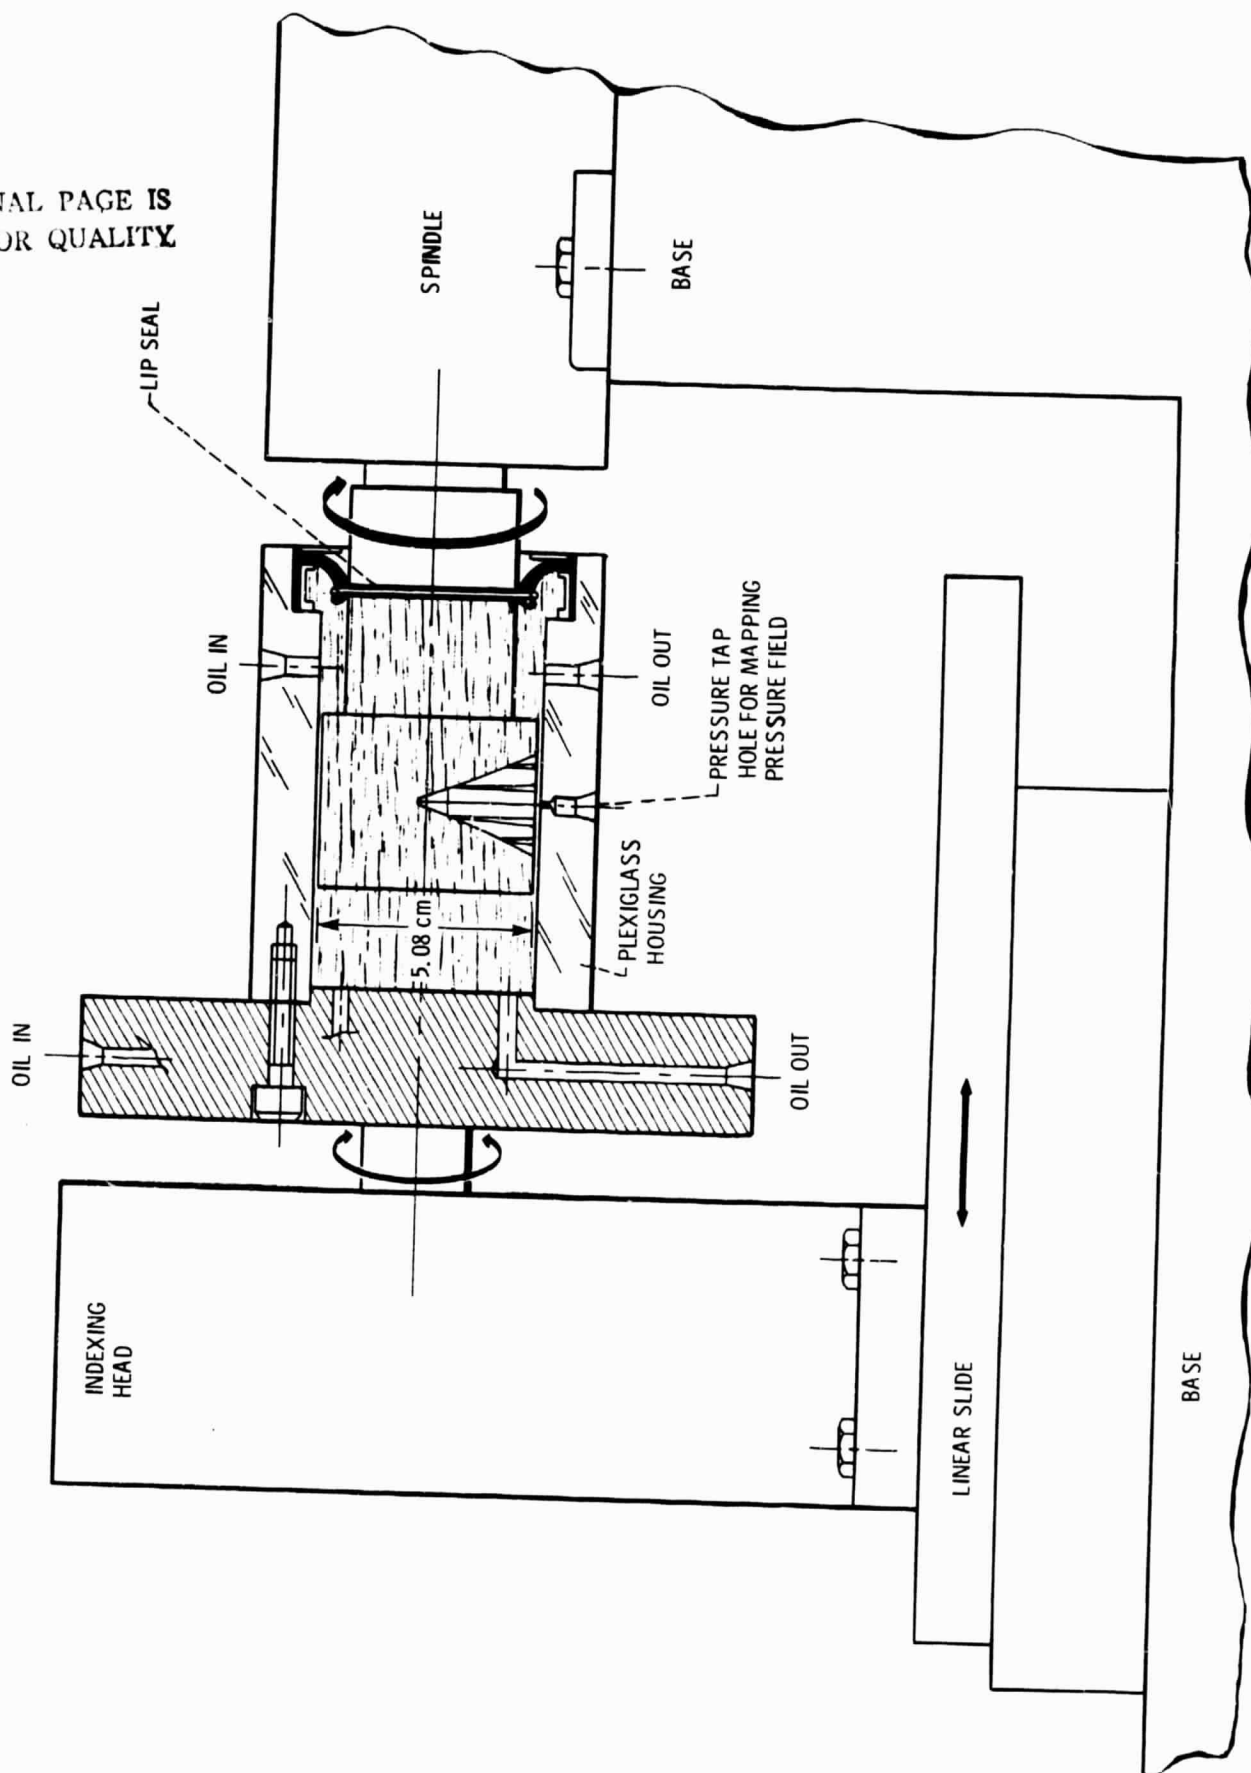 NAL PAGE IS
OR QUALITY
LIP SEAL
SPINDLE
BASE
OIL IN
OIL OUT
PRESSURE TAP
HOLE FOR MAPPING
PRESSURE FIELD
5.08 cm
PLEXIGLASS
HOUSING
OIL IN
OIL OUT
INDEXING
HEAD
LINEAR SLIDE
BASE